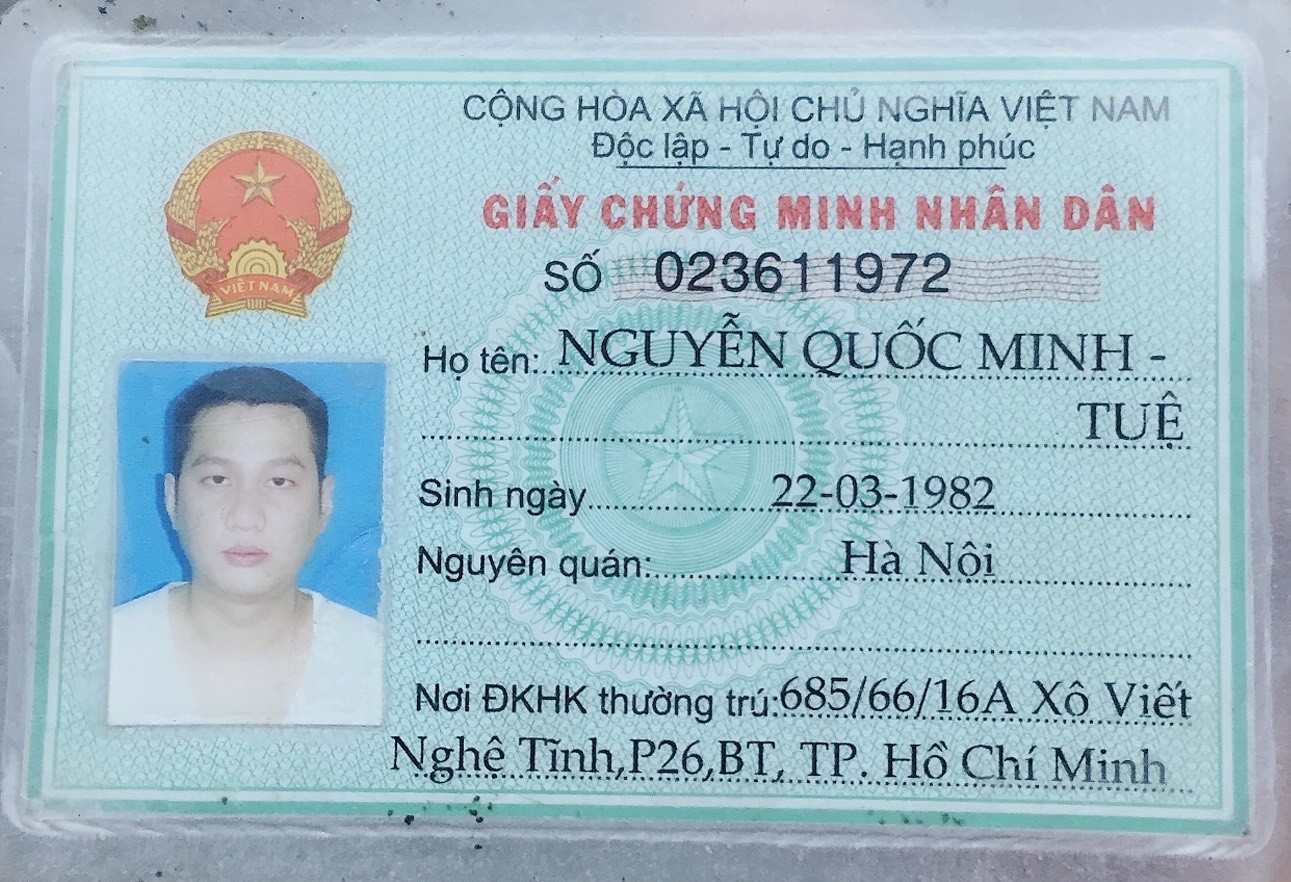 CỘNG HÒA XÃ HỘI CHỦ NGHĨA VIỆT NAM
Độc lập - Tự do - Hạnh phúc
GIẤY CHỨNG MINH NHÂN DÂN
SỐ 023611972
VIỆT NAM
Họ tên: NGUYỄN QUỐC MINH -
TUỆ
Sinh ngày 22-03-1982
Nguyên quán: Hà Nội
Nơi ĐKHK thường trú: 685/66/16A Xô Viết
Nghệ Tĩnh,P26,BT, TP. Hồ Chí Minh